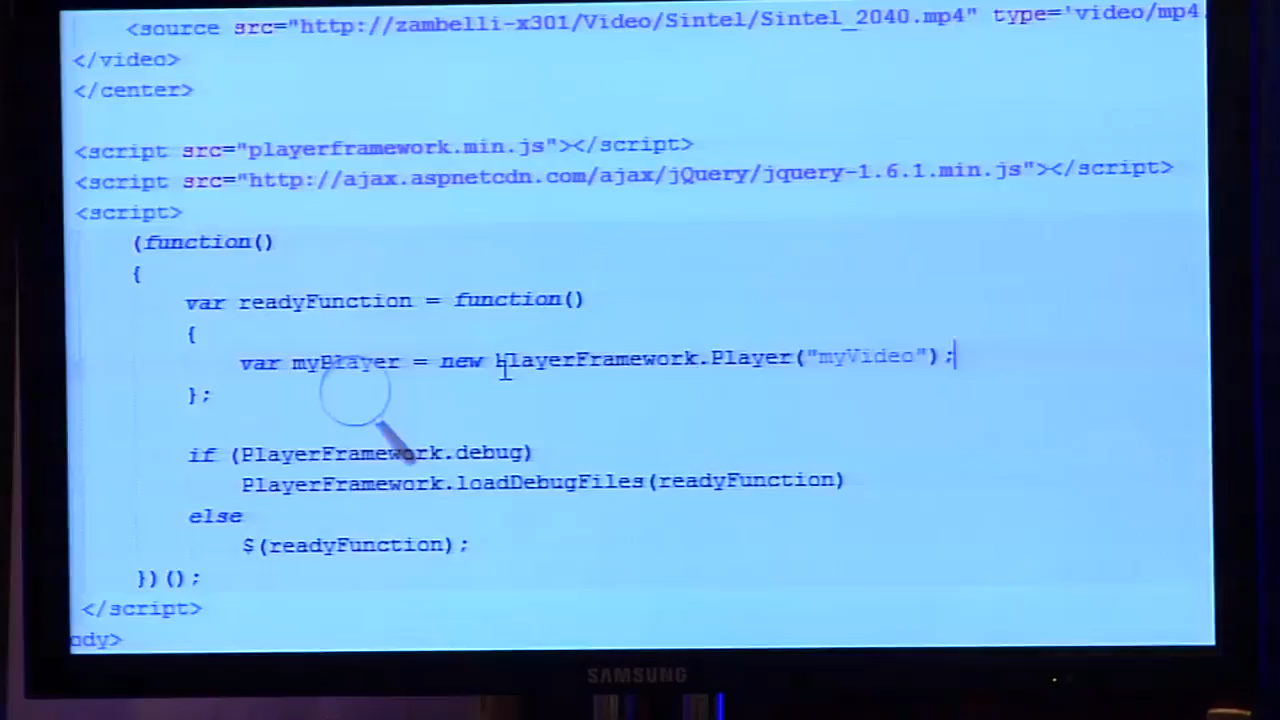 <source src="http://zambelli-x301/Video/Sintel/Sintel_2040.mp4" type='video/mp4
</video>
</center>
<script src="playerframework.min.js"></script>
<script src="http://ajax.aspnetcdn.com/ajax/jQuery/jquery-1.6.1.min.js"></script>
<script>
(function()
{
var readyFunction = function()
{
var myPlayer = new PlayerFramework.Player("myVideo");
};
if (PlayerFramework.debug)
PlayerFramework.loadDebugFiles(readyFunction)
else
$(readyFunction);
})();
</script>
ody>
SAMSUNG